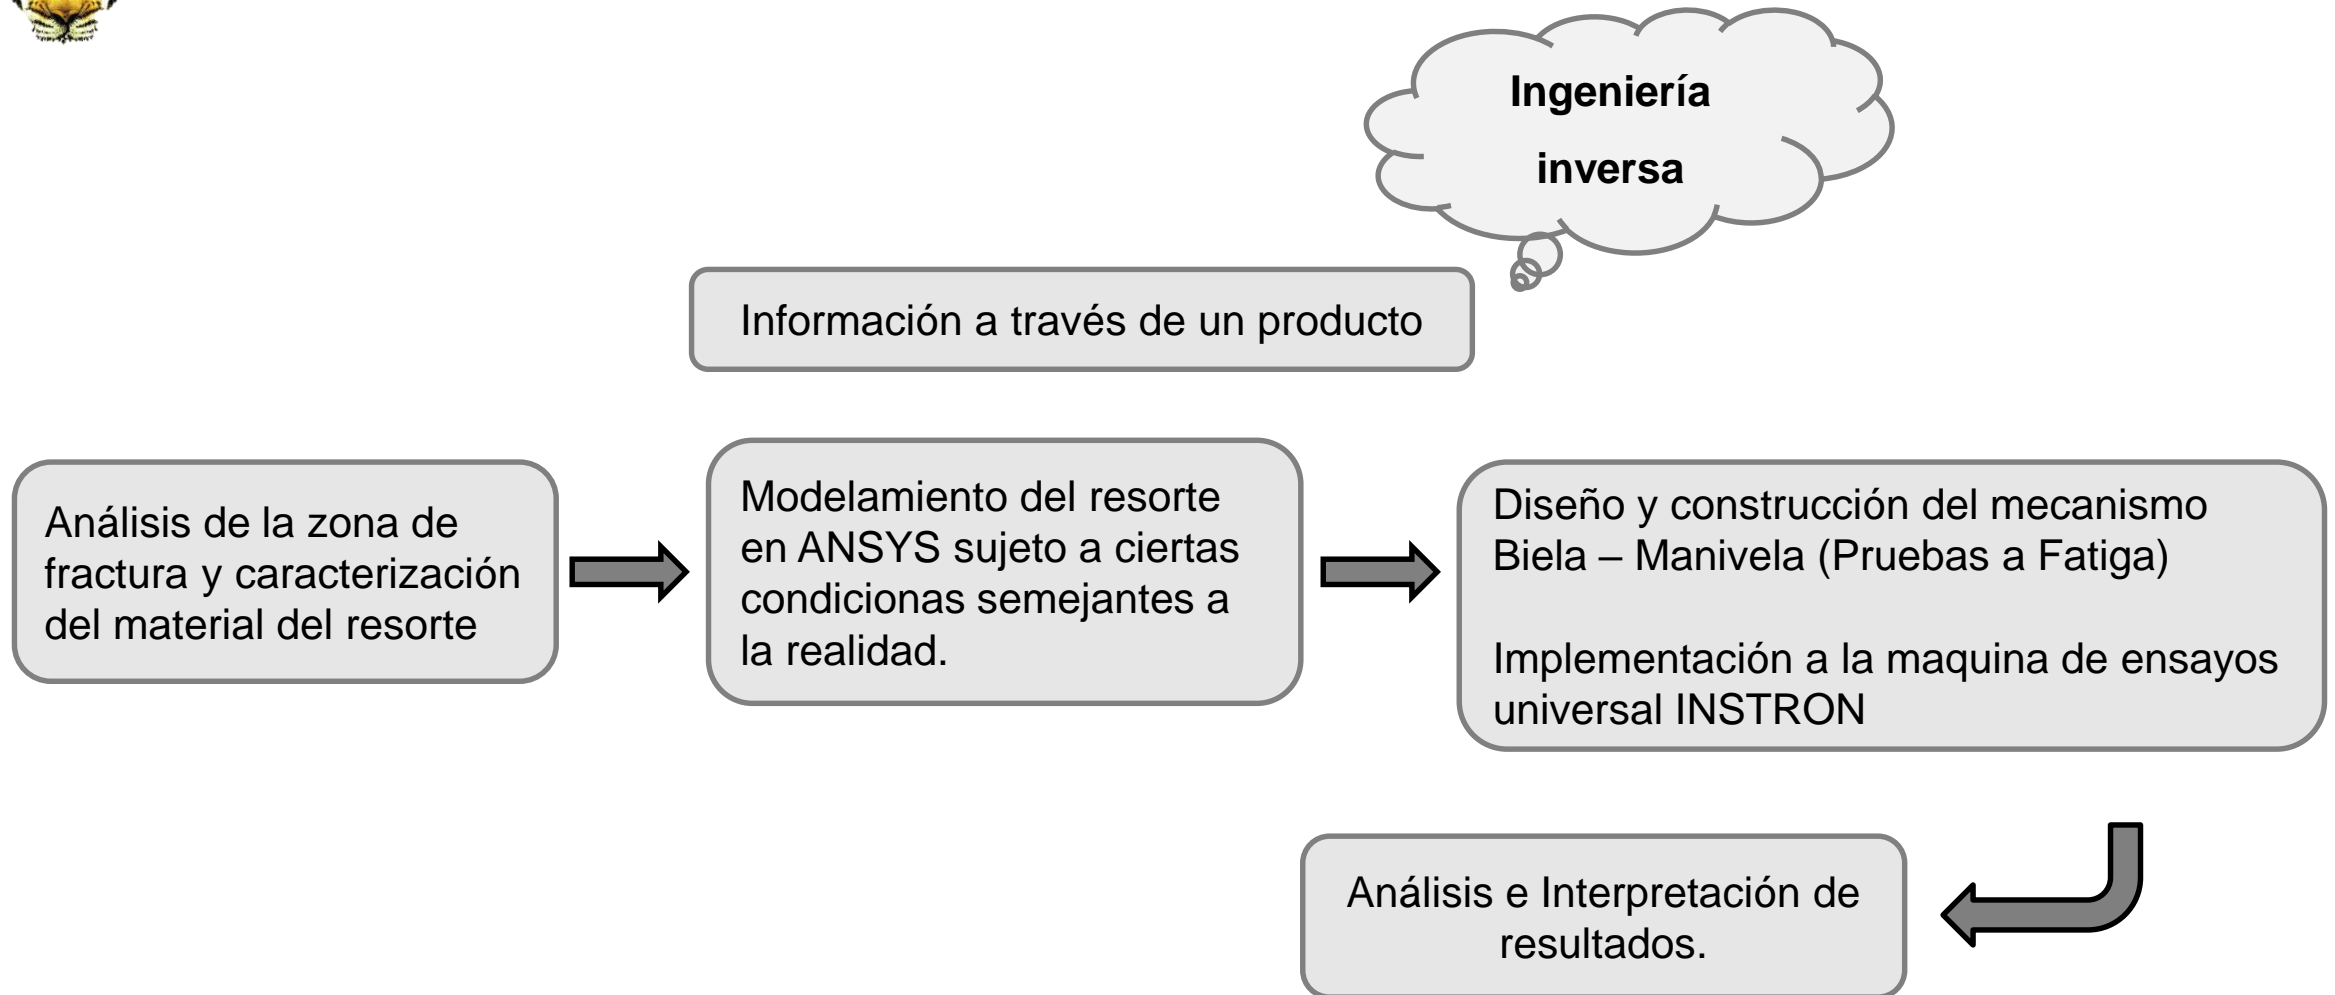 Ingeniería
inversa
Información a través de un producto
Análisis de la zona de
fractura y caracterización
del material del resorte
Modelamiento del resorte
en ANSYS sujeto a ciertas
condicionas semejantes a
la realidad.
Diseño y construcción del mecanismo
Biela – Manivela (Pruebas a Fatiga)
Implementación a la maquina de ensayos
universal INSTRON
Análisis e Interpretación de
resultados.